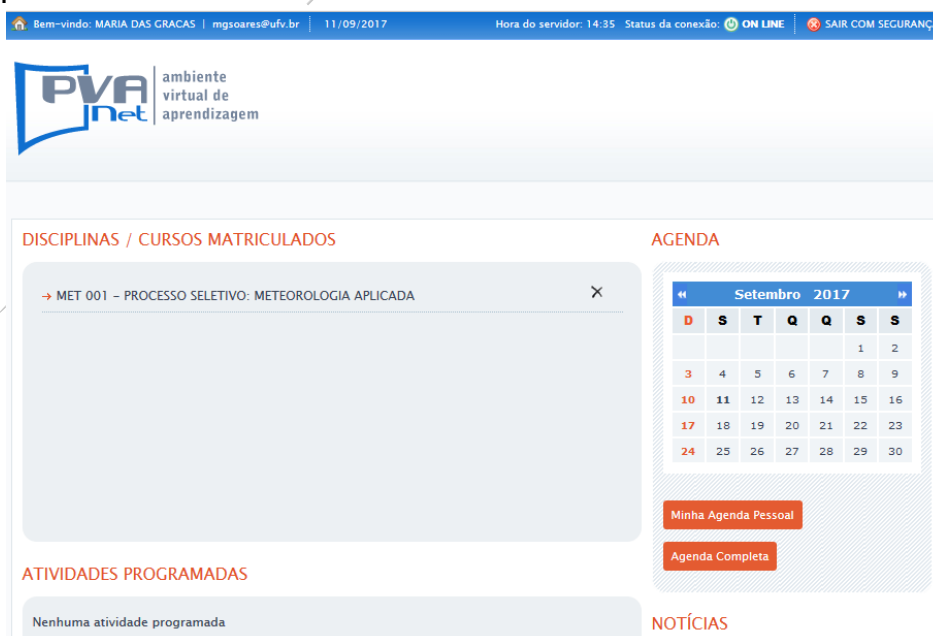 Bem-vindo: MARIA DAS GRACAS | mgsoares@ufv.br | 11/09/2017 Hora do servidor: 14:35 Status da conexão: ON LINE SAIR COM SEGURANÇ
PVA Net
ambiente
virtual de
aprendizagem
DISCIPLINAS / CURSOS MATRICULADOS
→ MET 001 - PROCESSO SELETIVO: METEOROLOGIA APLICADA
AGENDA
Setembro 2017
D S T Q Q S S
1 2
3 4 5 6 7 8 9
10 11 12 13 14 15 16
17 18 19 20 21 22 23
24 25 26 27 28 29 30
Minha Agenda Pessoal
Agenda Completa
ATIVIDADES PROGRAMADAS
Nenhuma atividade programada
NOTÍCIAS